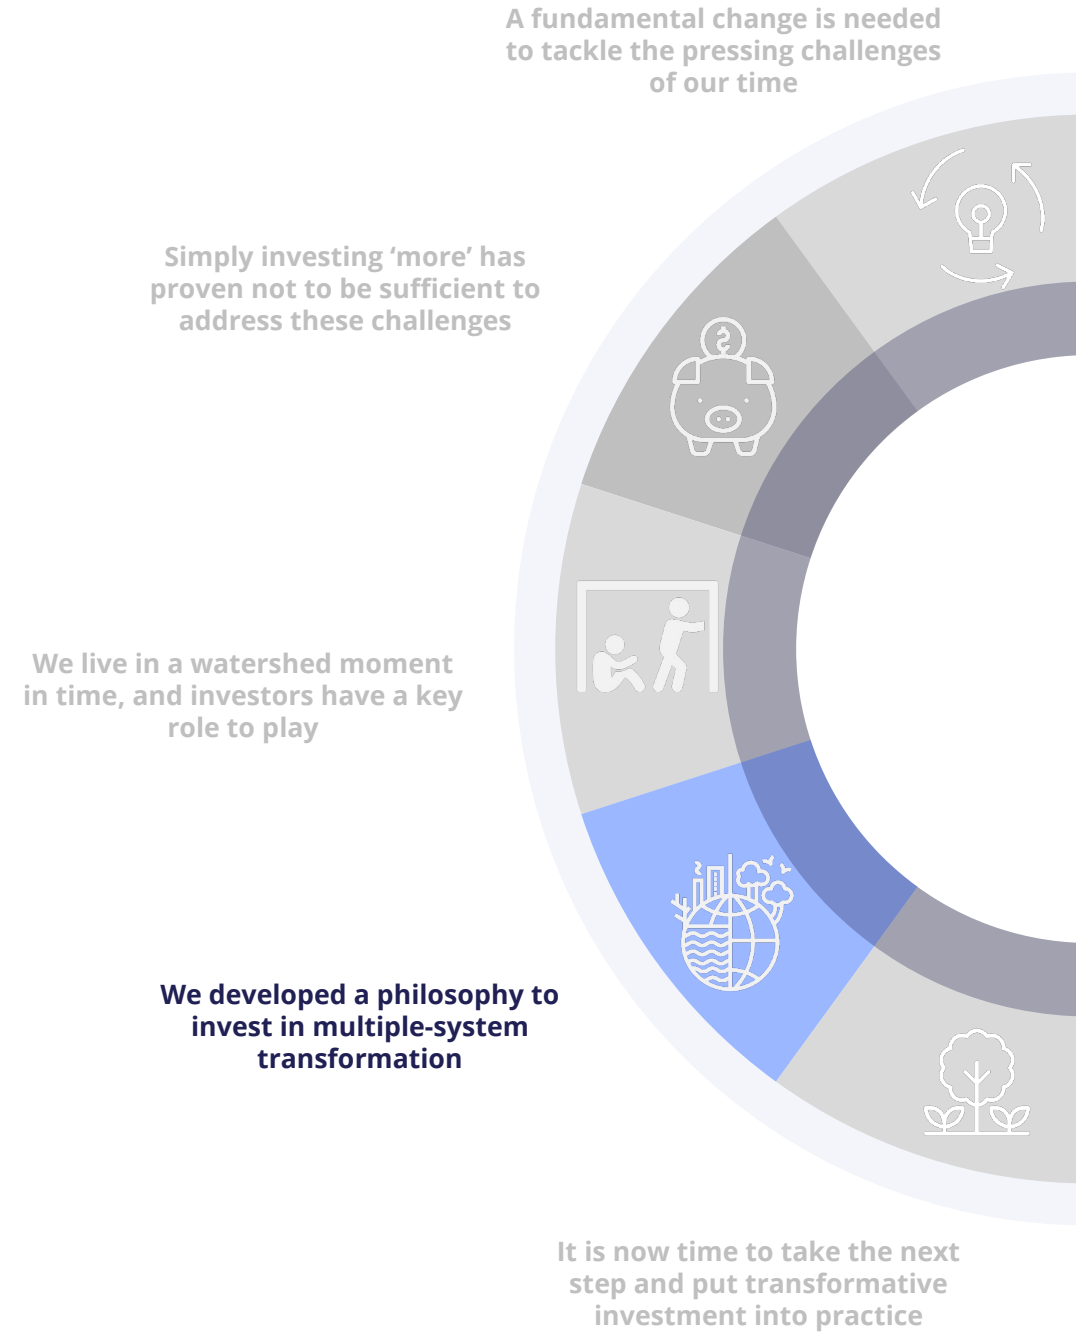 A fundamental change is needed
to tackle the pressing challenges
of our time
Simply investing ‘more’ has
proven not to be sufficient to
address these challenges
We live in a watershed moment
in time, and investors have a key
role to play
We developed a philosophy to
invest in multiple-system
transformation
It is now time to take the next
step and put transformative
investment into practice